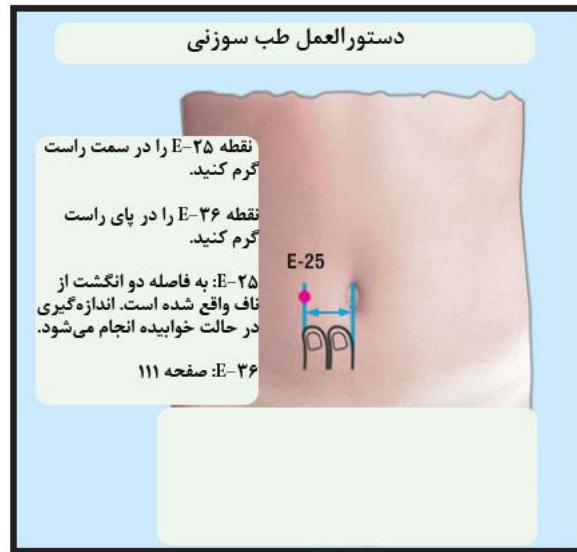 دستورالعمل طب سوزنی
نقطه E-۲۵ را در سمت راست
گرم کنید.
نقطه E-۳۶ را در پای راست
گرم کنید.
E-۲۵: به فاصله دو انگشت از
ناف واقع شده است. اندازه‌گیری
در حالت خوابیده انجام می‌شود.
E-۳۶: صفحه ۱۱۱
E-25